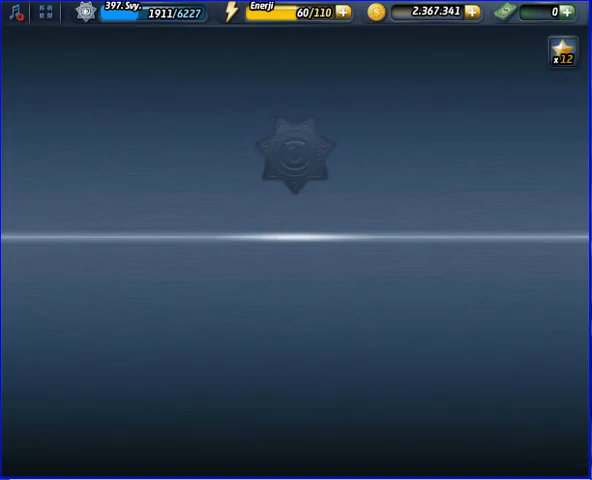 397. Svy.
1911/6227
Enerji
60/110
2.367.341
0
x12